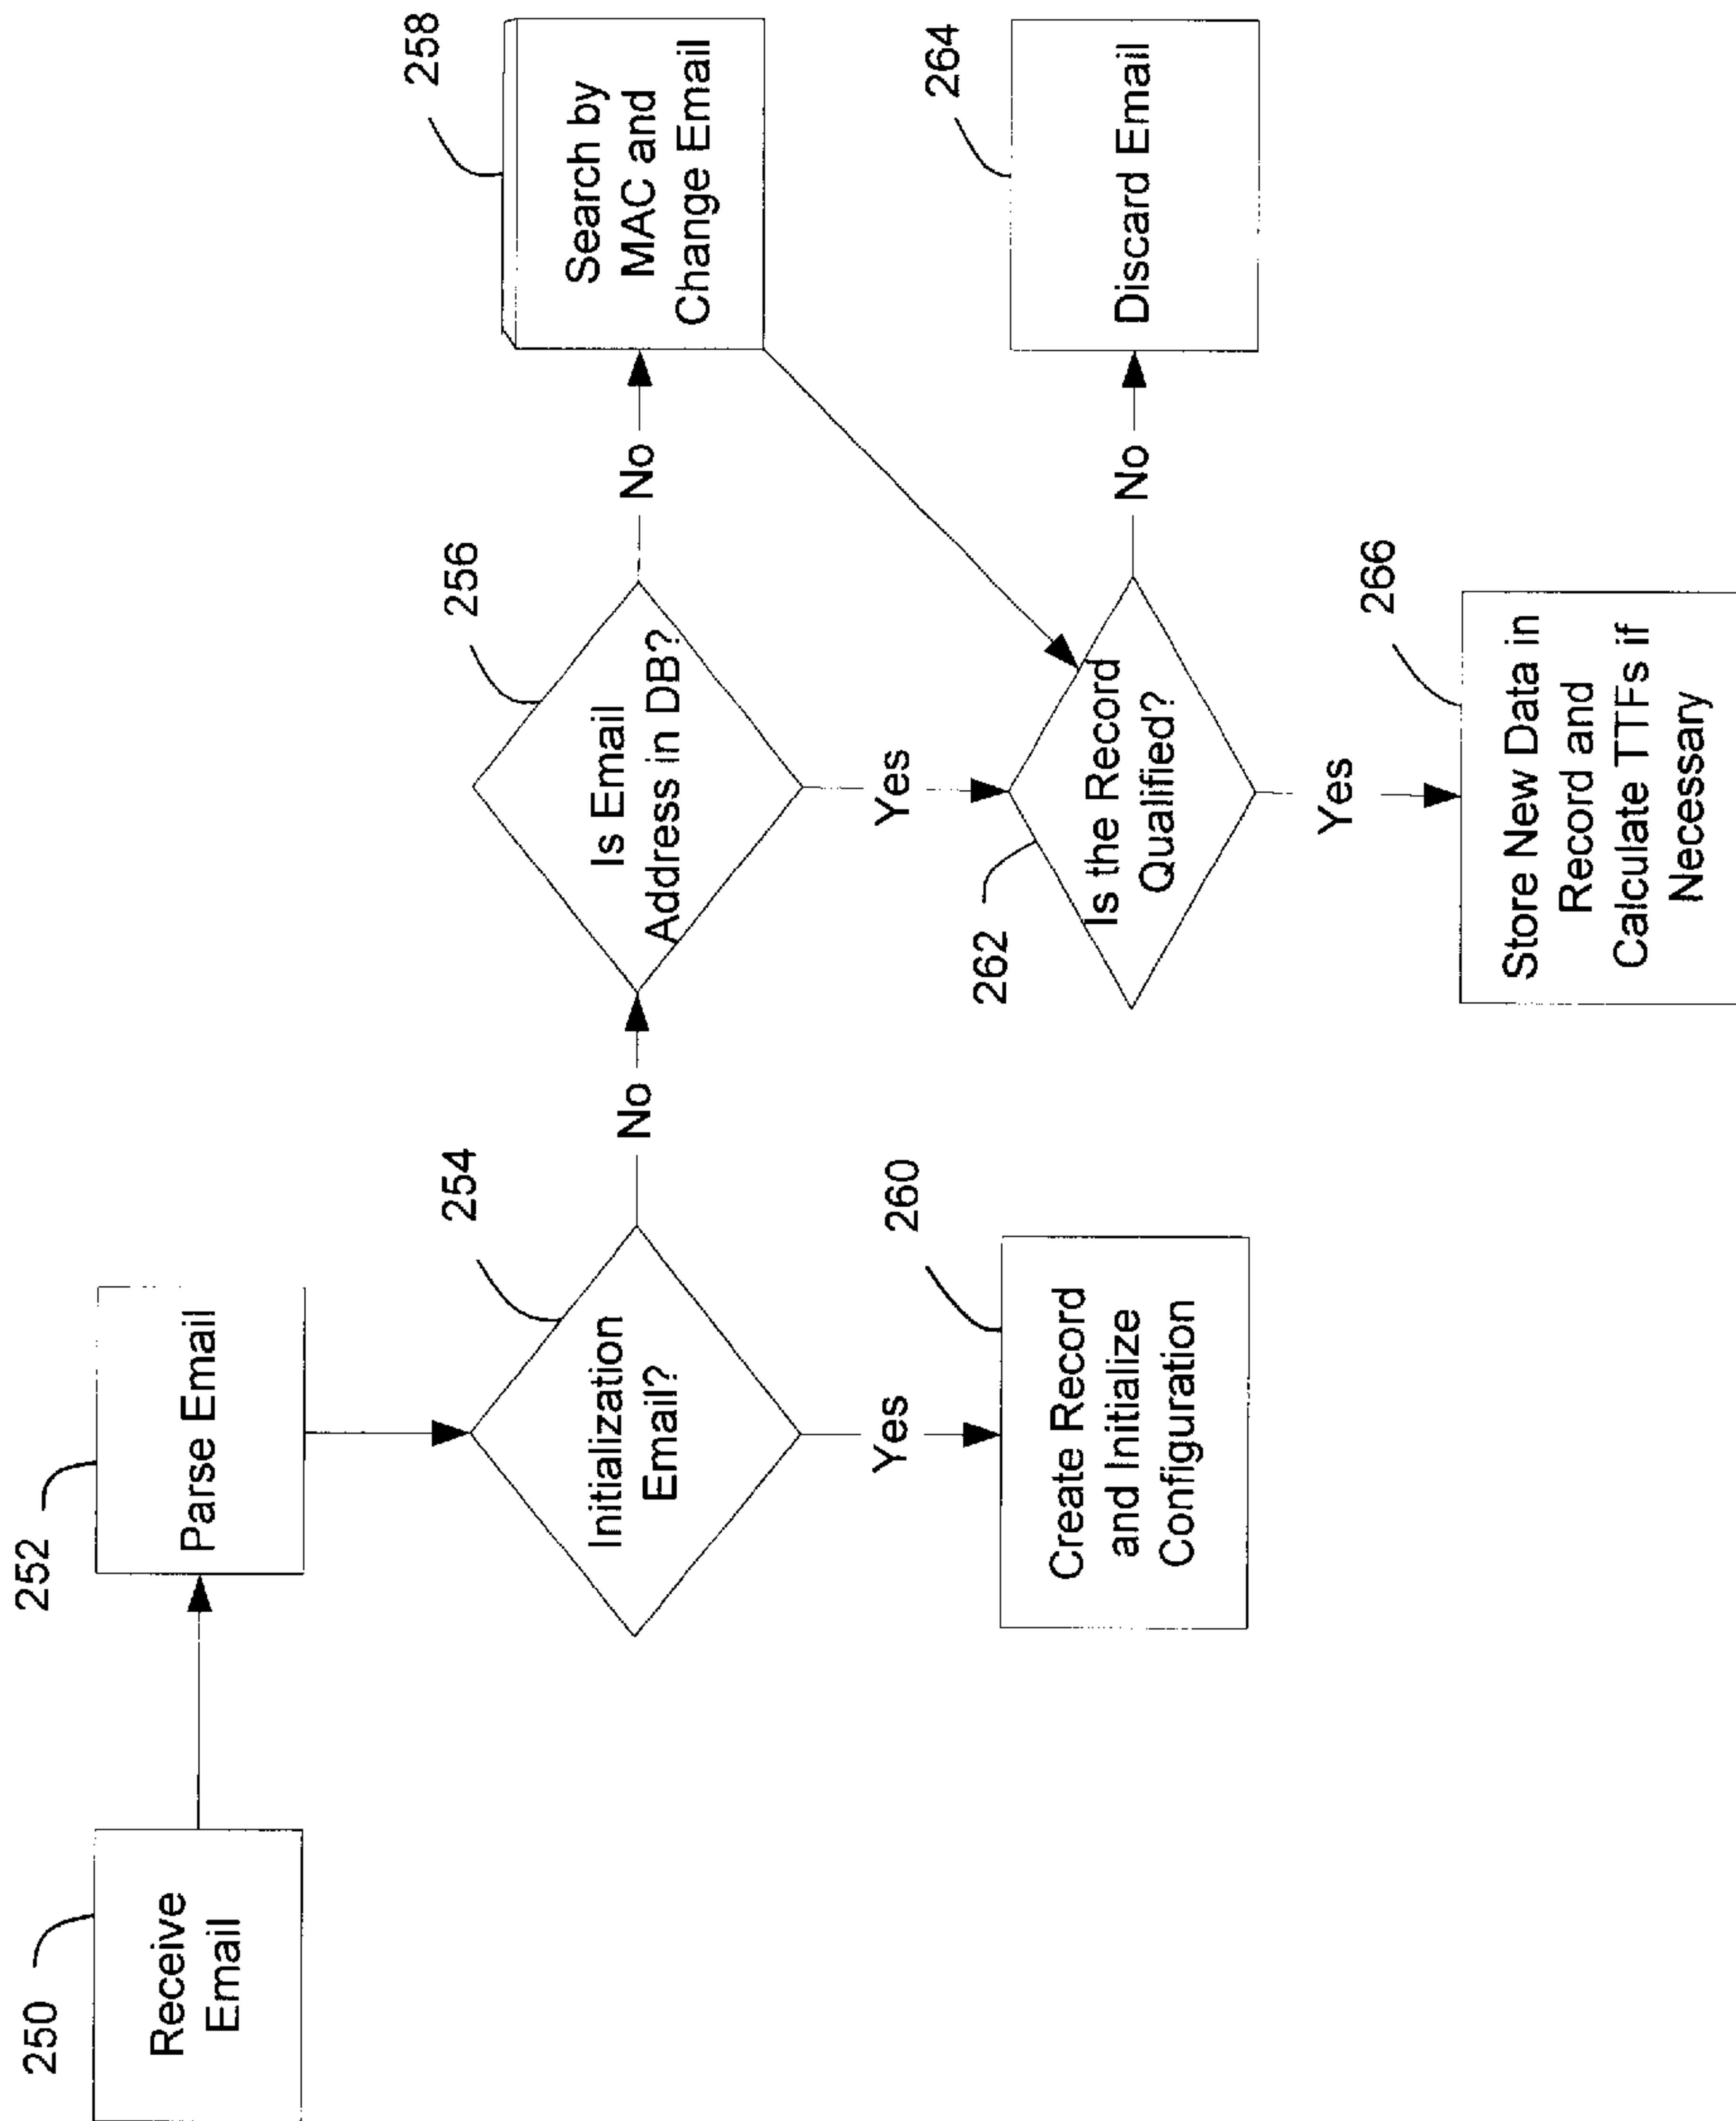 250
Receive
Email
252
Parse Email
254
Initialization
Email?
No
Yes
256
Is Email
Address in DB?
No
Yes
258
Search by
MAC and
Change Email
260
Create Record
and Initialize
Configuration
262
Is the Record
Qualified?
No
Yes
264
Discard Email
266
Store New Data in
Record and
Calculate TTFs if
Necessary